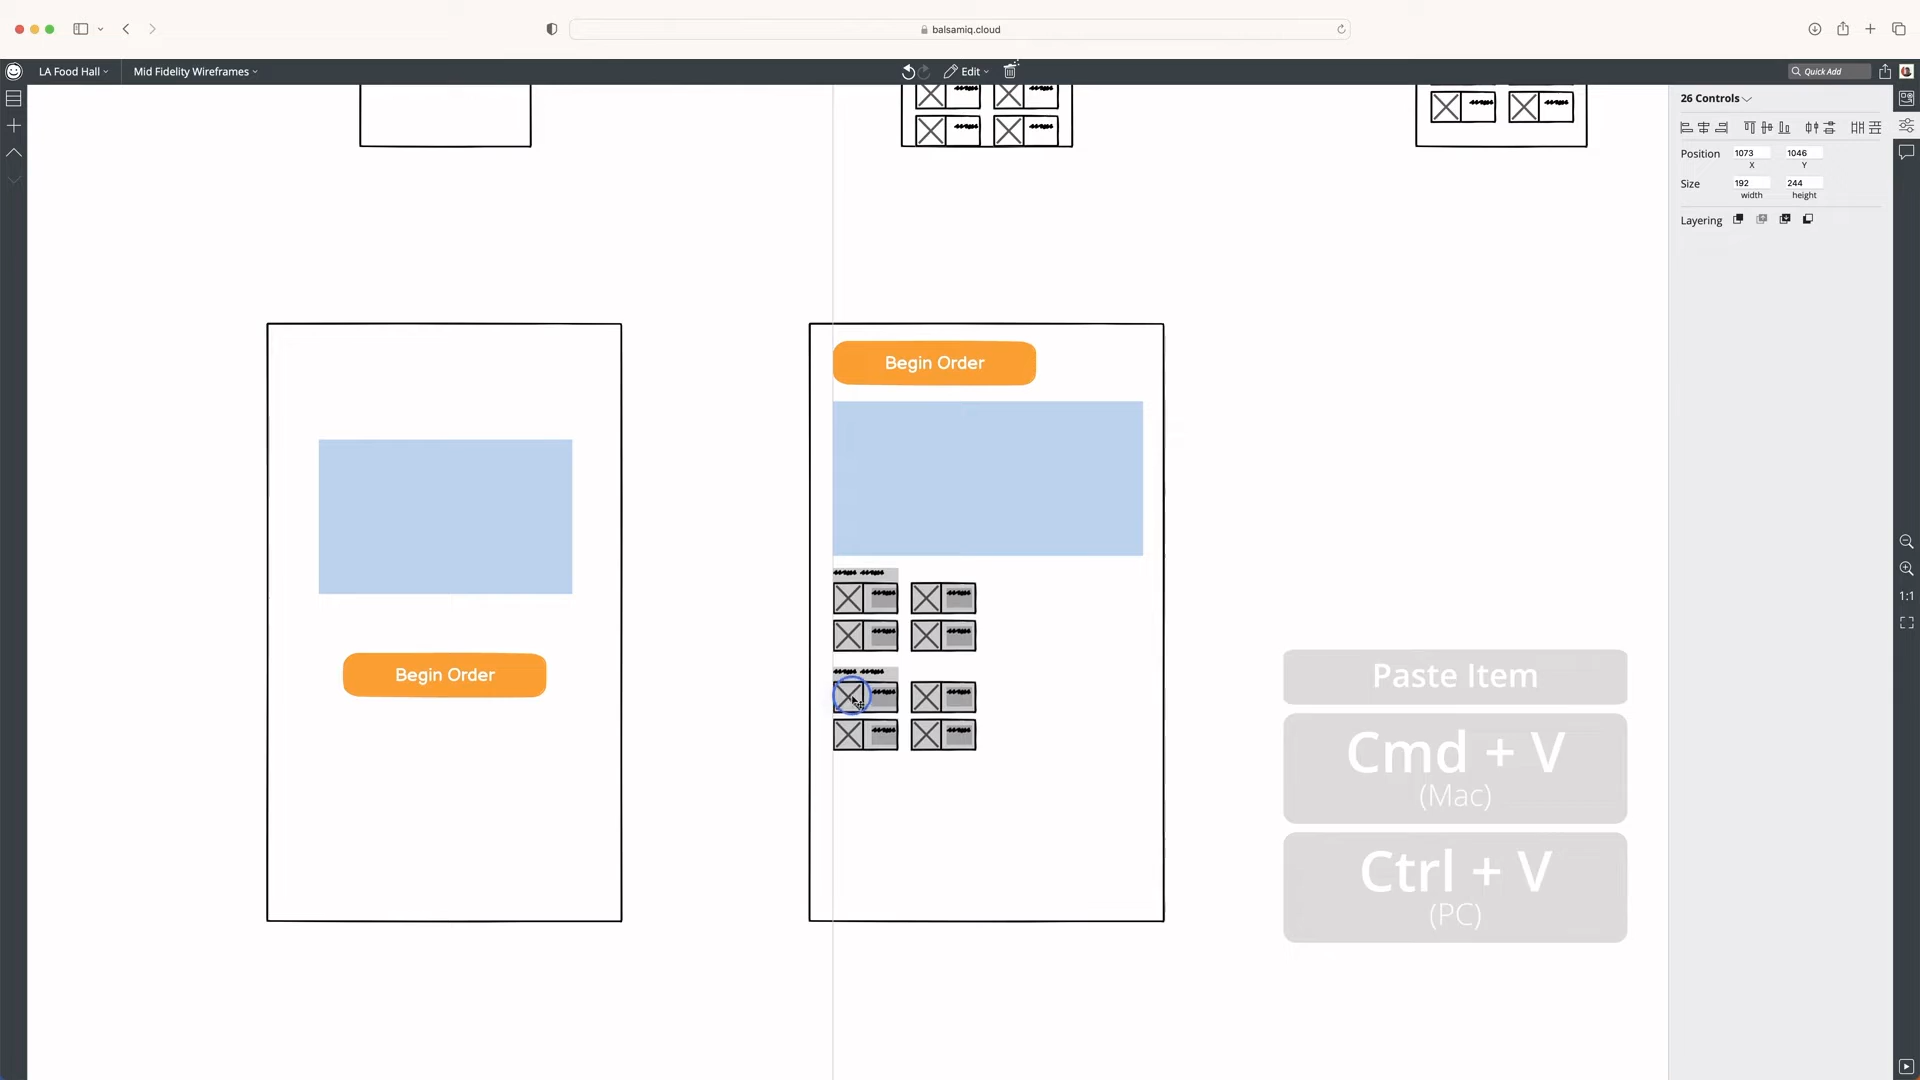 balsamiq.cloud
LA Food Hall
Mid Fidelity Wireframes
Edit
Quick Add
26 Controls
Position
1073
1046
X
Y
Size
192
244
width
height
Layering
Begin Order
Begin Order
1:1
Paste Item
Cmd + V
(Mac)
Ctrl + V
(PC)